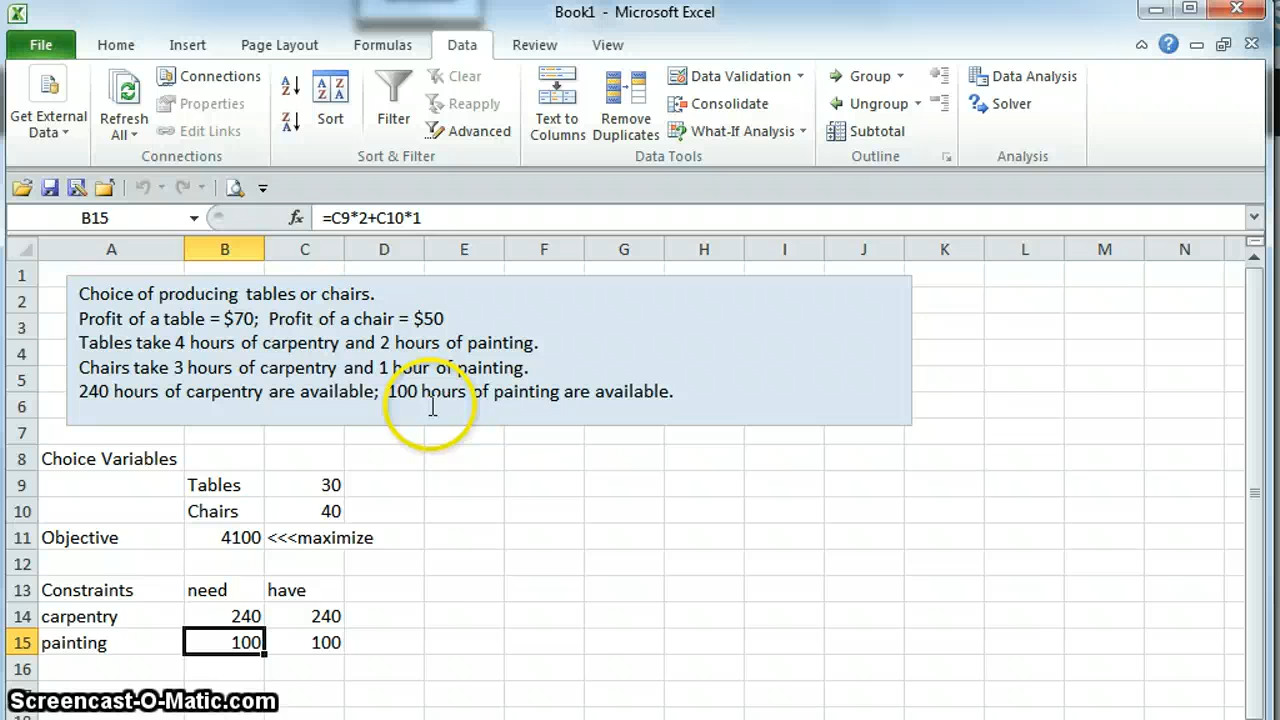 Book1 - Microsoft Excel
File Home Insert Page Layout Formulas Data Review View
Get External Data
Refresh All
Connections
Properties
Edit Links
Connections
Sort
Filter
Clear
Reapply
Advanced
Sort & Filter
Text to Columns
Remove Duplicates
Data Validation
Consolidate
What-If Analysis
Data Tools
Group
Ungroup
Subtotal
Outline
Data Analysis
Solver
Analysis
B15 fx =C9*2+C10*1
A B C D E F G H I J K L M N
1
2
3
4
5
6
7
Choice of producing tables or chairs.
Profit of a table = $70; Profit of a chair = $50
Tables take 4 hours of carpentry and 2 hours of painting.
Chairs take 3 hours of carpentry and 1 hour of painting.
240 hours of carpentry are available; 100 hours of painting are available.
8 Choice Variables
9 Tables 30
10 Chairs 40
11 Objective 4100 <<<maximize
12
13 Constraints need have
14 carpentry 240 240
15 painting 100 100
16
Screencast-O-Matic.com